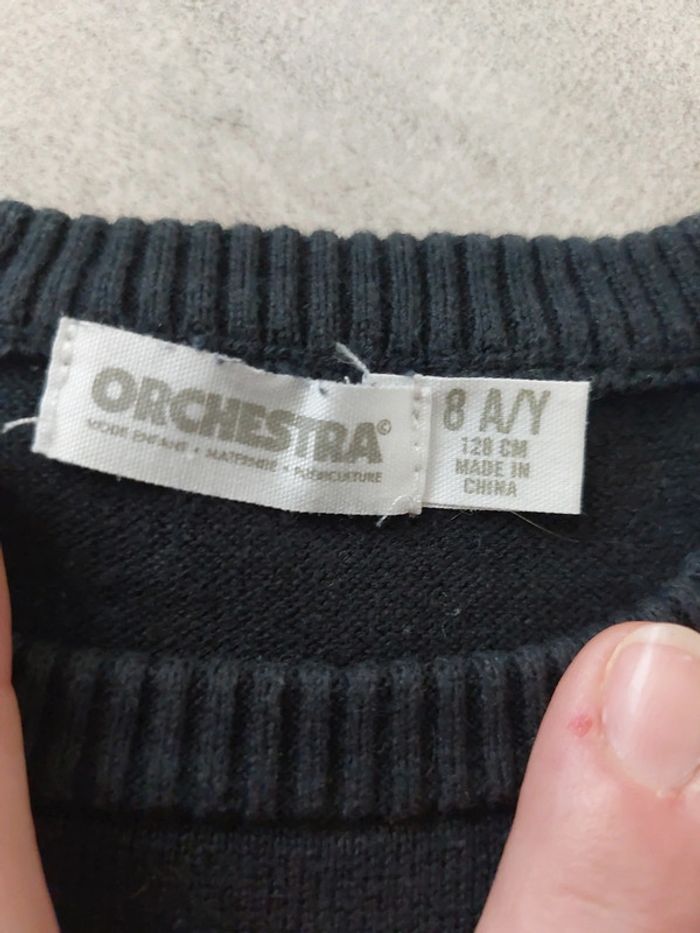 ORCHESTRA©
MODE ENFANT • MATERNITÉ • PUÉRICULTURE
8 A/Y
128 CM
MADE IN
CHINA